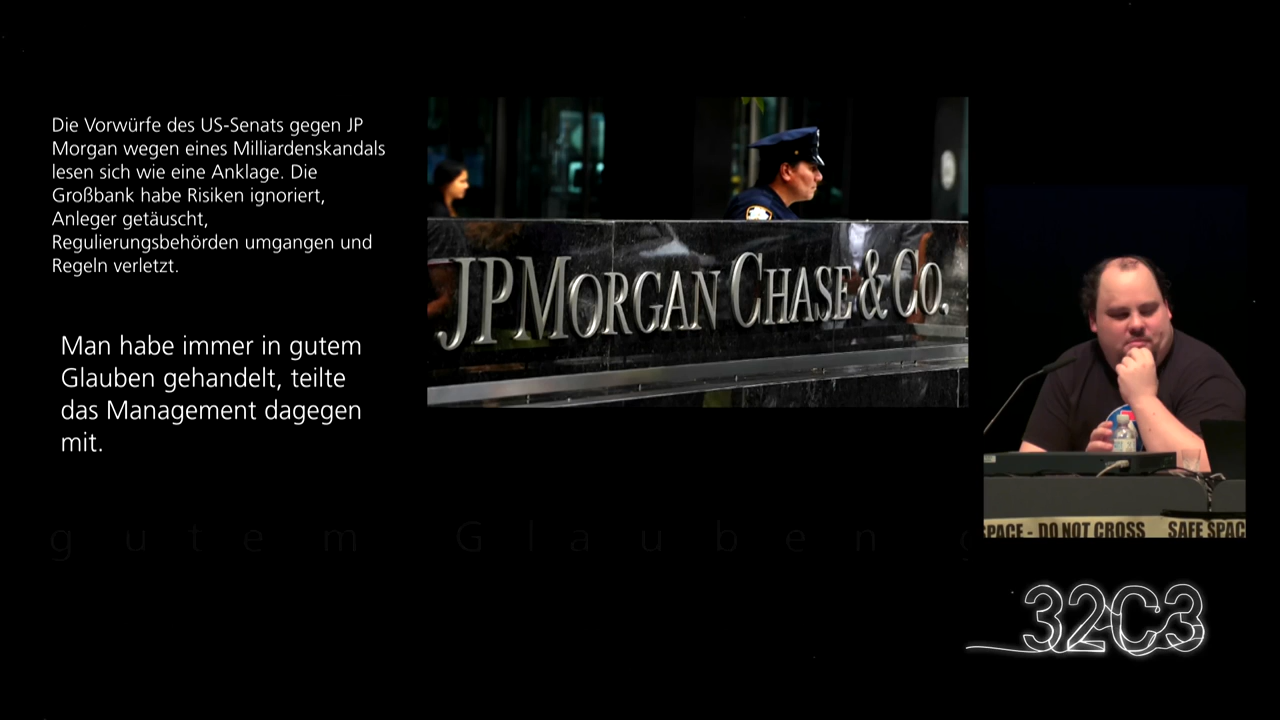 Die Vorwürfe des US-Senats gegen JP
Morgan wegen eines Milliardenskandals
lesen sich wie eine Anklage. Die
Großbank habe Risiken ignoriert,
Anleger getäuscht,
Regulierungsbehörden umgangen und
Regeln verletzt.
Man habe immer in gutem
Glauben gehandelt, teilte
das Management dagegen
mit.
gutem Glauben g
JPMORGAN CHASE & CO.
SPACE - DO NOT CROSS SAFE SPAC
32C3